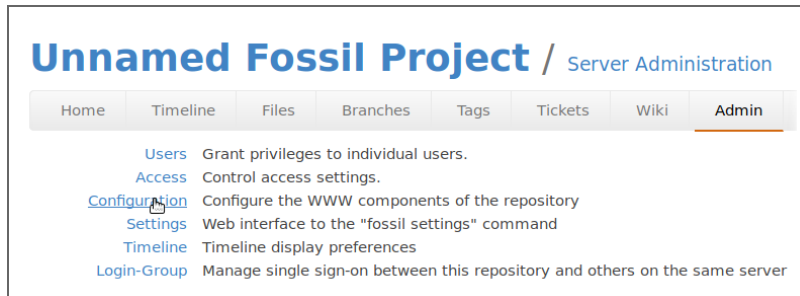 Unnamed Fossil Project / Server Administration
Home Timeline Files Branches Tags Tickets Wiki Admin
Users Grant privileges to individual users.
Access Control access settings.
Configuration Configure the WWW components of the repository
Settings Web interface to the "fossil settings" command
Timeline Timeline display preferences
Login-Group Manage single sign-on between this repository and others on the same server